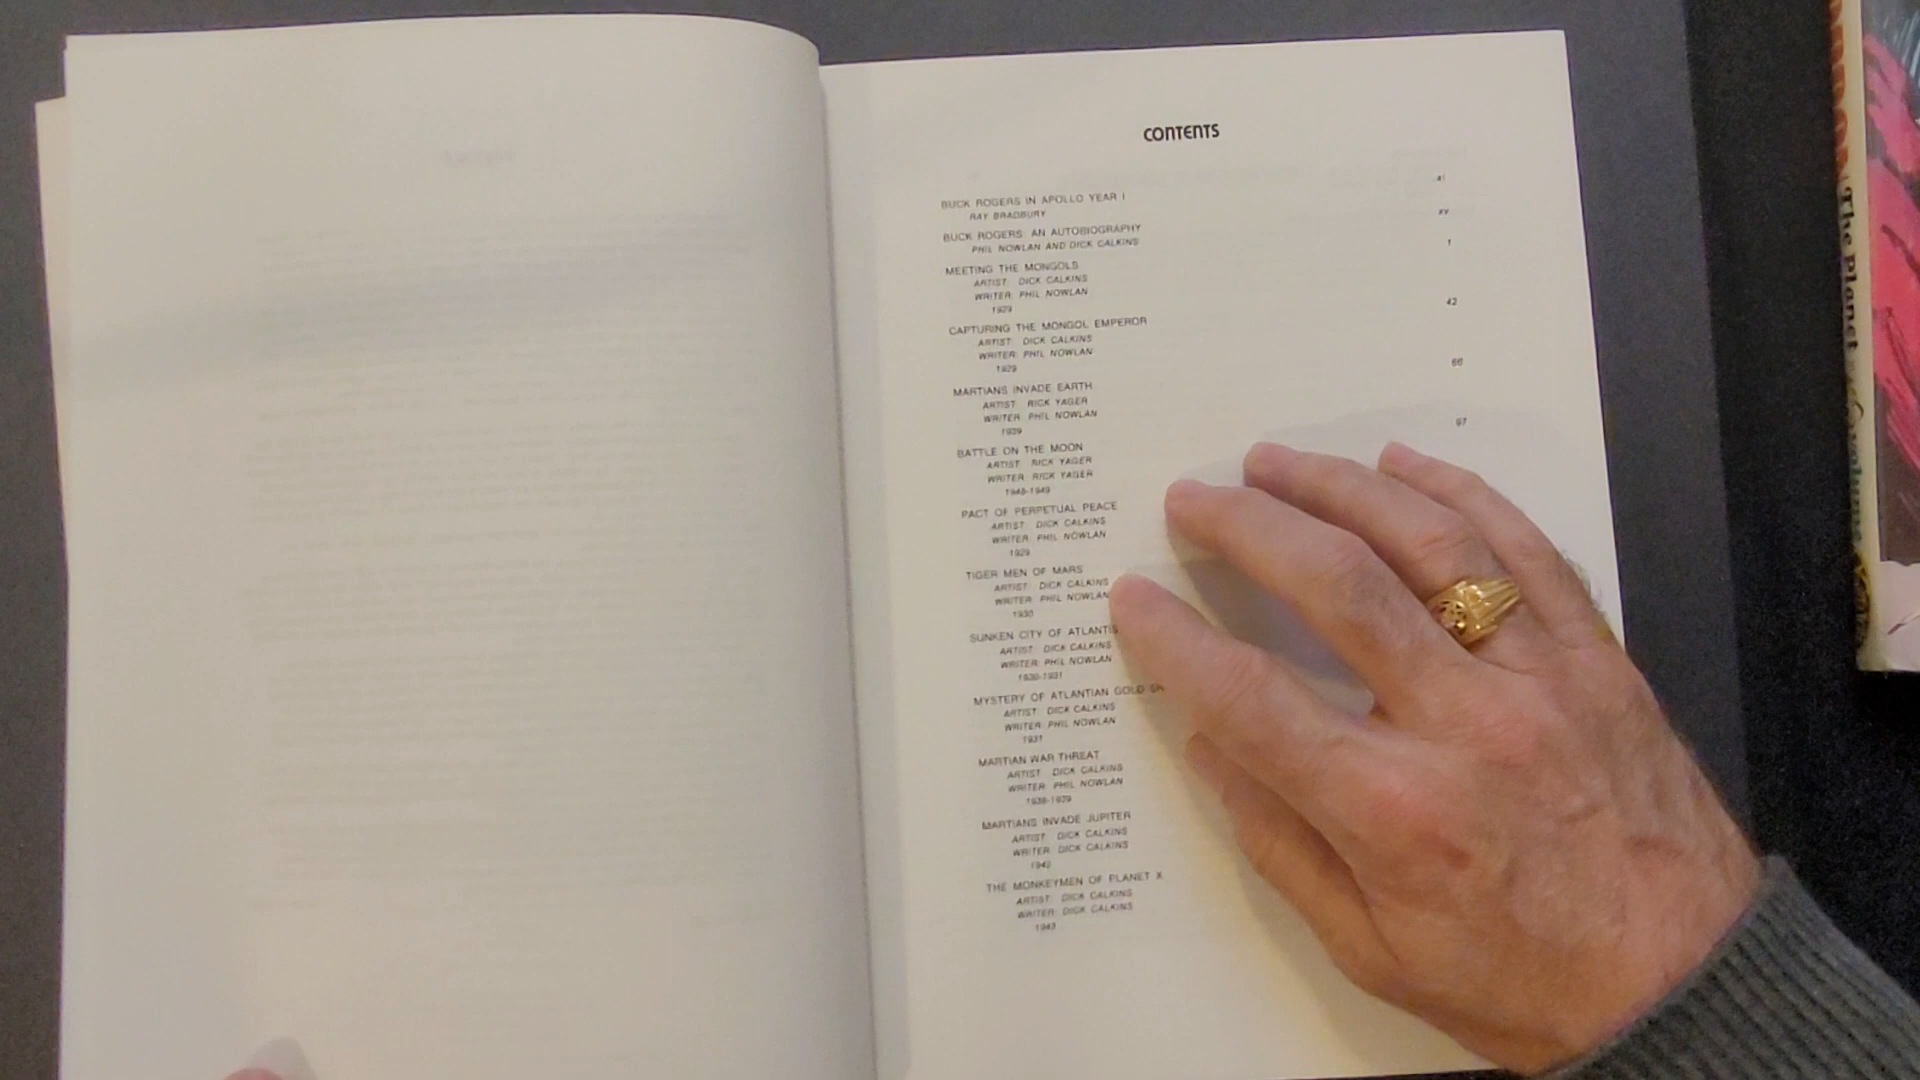 CONTENTS
BUCK ROGERS IN APOLLO YEAR I xi
RAY BRADBURY
BUCK ROGERS: AN AUTOBIOGRAPHY xv
PHIL NOWLAN AND DICK CALKINS
MEETING THE MONGOLS 1
ARTIST: DICK CALKINS
WRITER: PHIL NOWLAN
1929
CAPTURING THE MONGOL EMPEROR 42
ARTIST: DICK CALKINS
WRITER: PHIL NOWLAN
1929
MARTIANS INVADE EARTH 66
ARTIST: RICK YAGER
WRITER: PHIL NOWLAN
1939
BATTLE ON THE MOON 97
ARTIST: RICK YAGER
WRITER: RICK YAGER
1948-1949
PACT OF PERPETUAL PEACE
ARTIST: DICK CALKINS
WRITER: PHIL NOWLAN
1929
TIGER MEN OF MARS
ARTIST: DICK CALKINS
WRITER: PHIL NOWLAN
1930
SUNKEN CITY OF ATLANTIS
ARTIST: DICK CALKINS
WRITER: PHIL NOWLAN
1930-1931
MYSTERY OF ATLANTIAN GOLD SH
ARTIST: DICK CALKINS
WRITER: PHIL NOWLAN
1931
MARTIAN WAR THREAT
ARTIST: DICK CALKINS
WRITER: PHIL NOWLAN
MARTIANS INVADE JUPITER
ARTIST: DICK CALKINS
WRITER: DICK CALKINS
THE MONKEYMEN OF PLANET X
ARTIST: DICK CALKINS
WRITER: DICK CALKINS
1943
The Planet